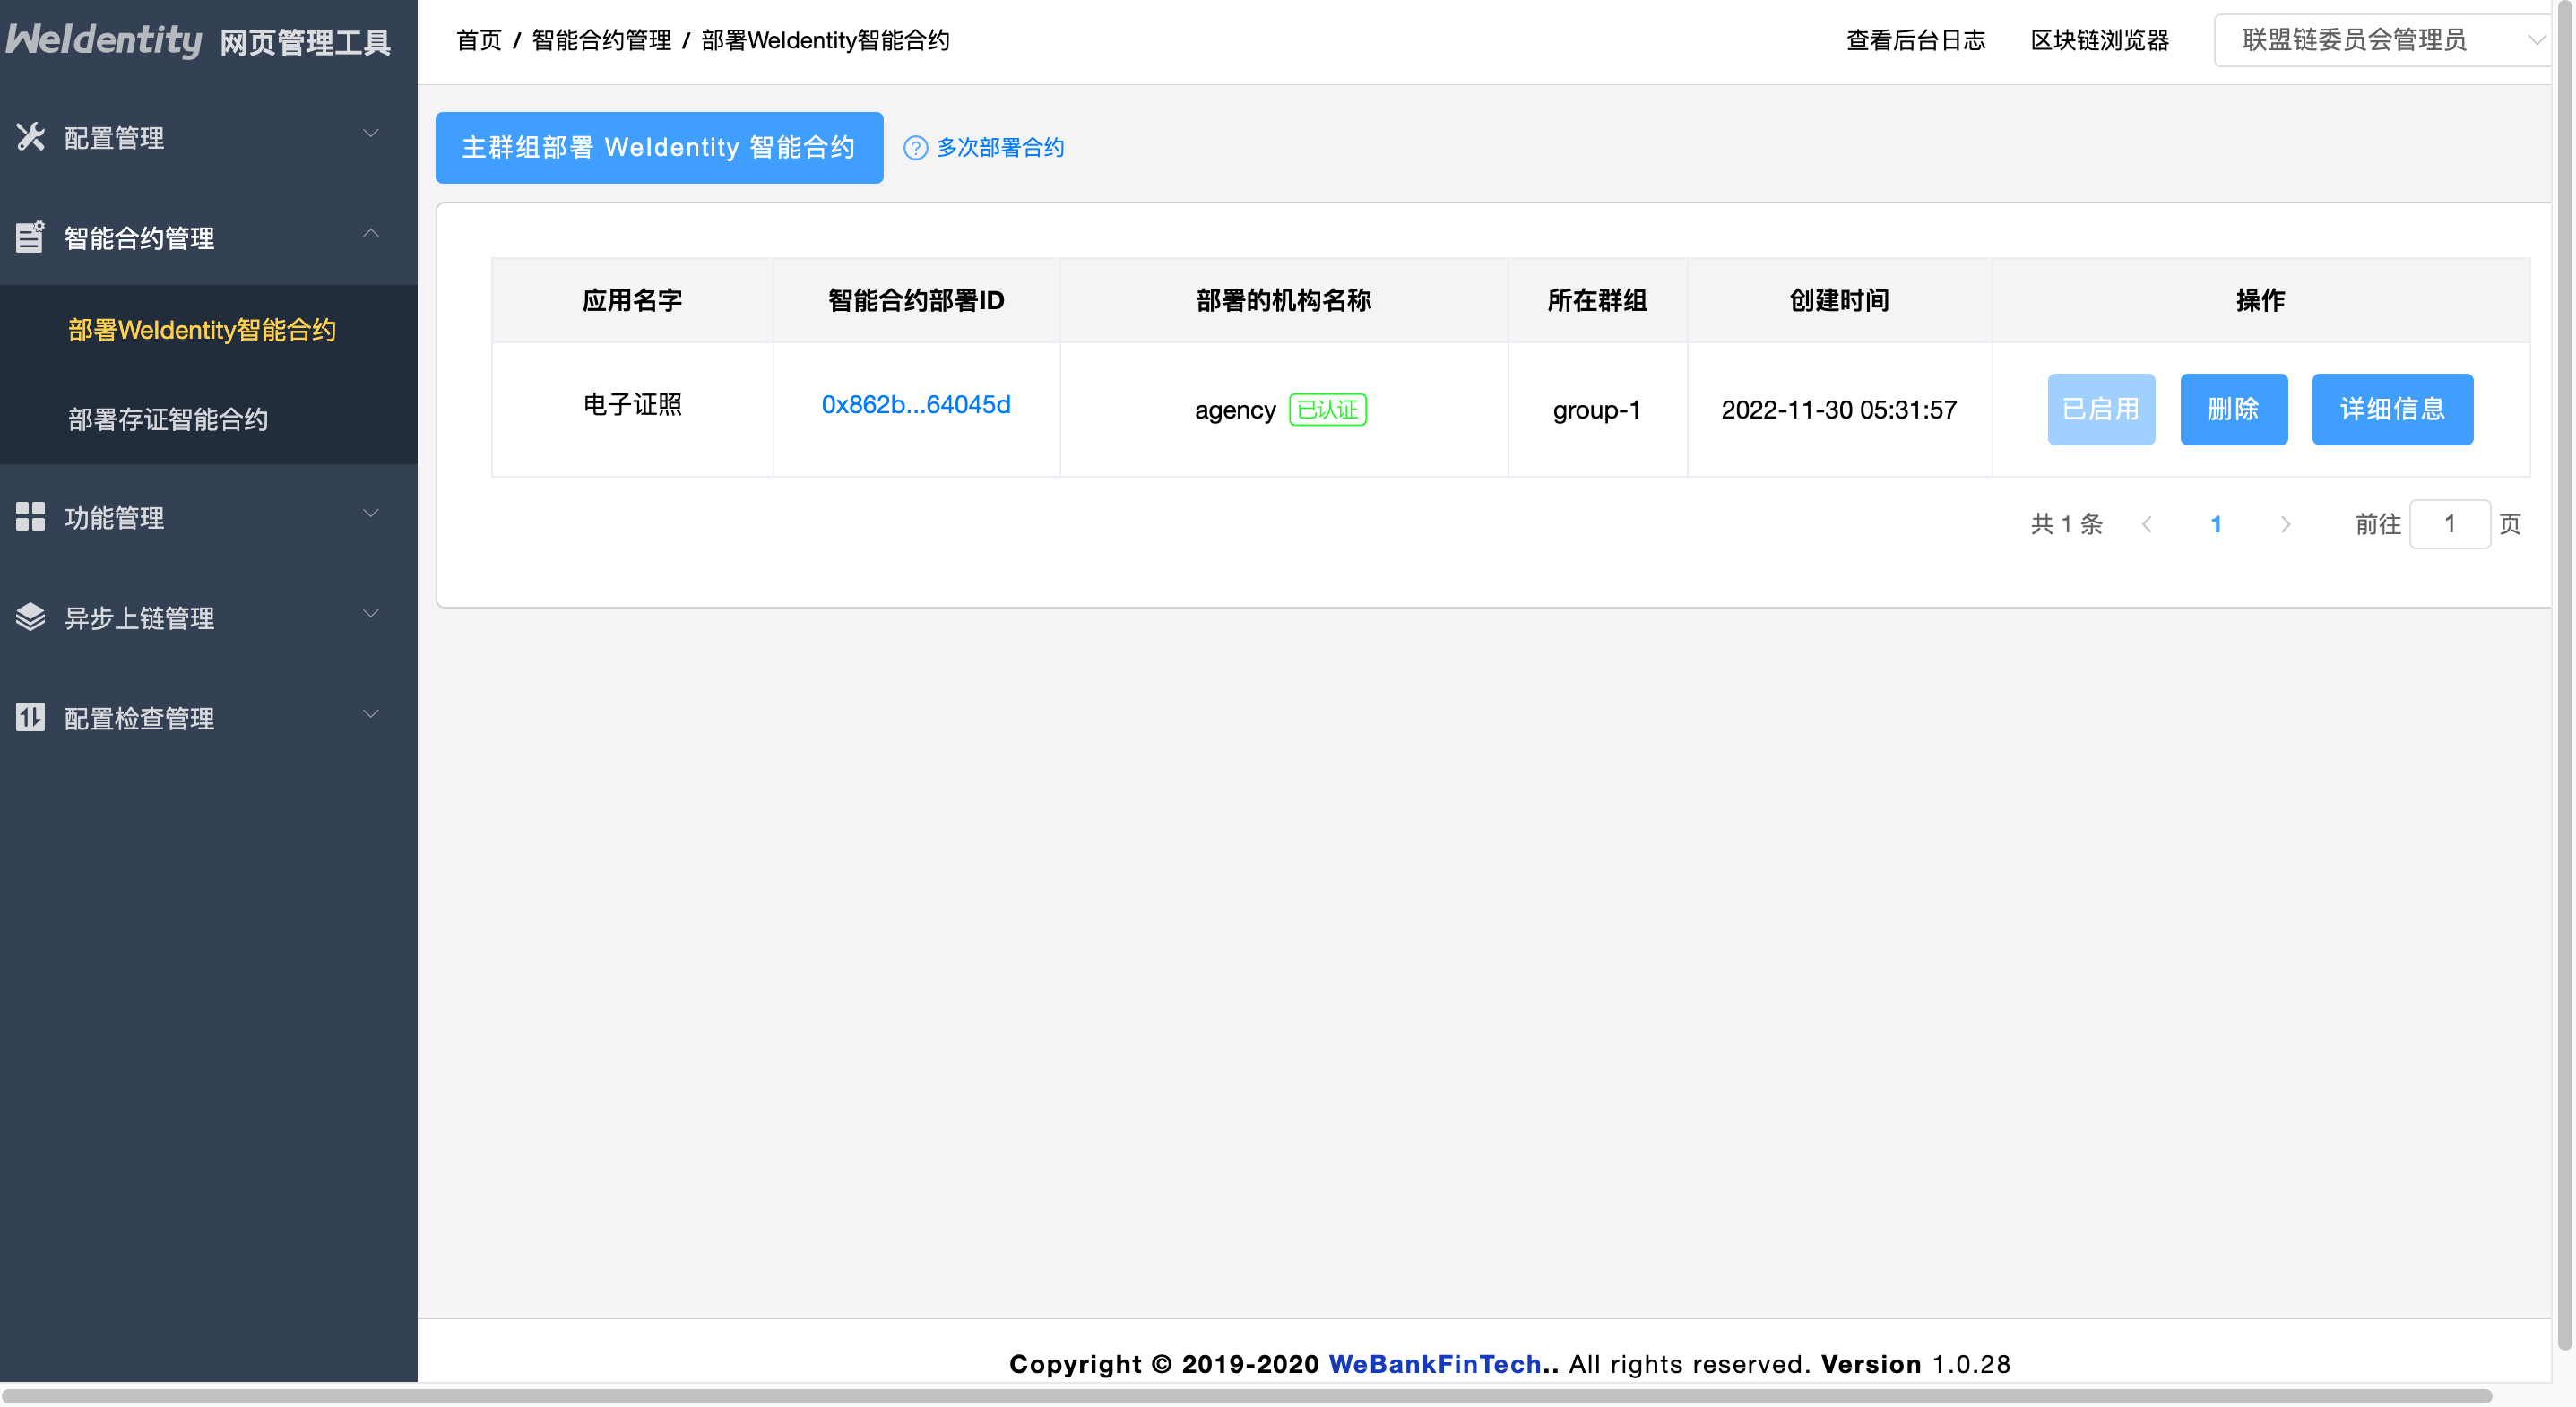 WeIdentity 网页管理工具
首页 / 智能合约管理 / 部署WeIdentity智能合约
查看后台日志
区块链浏览器
联盟链委员会管理员
配置管理
智能合约管理
部署WeIdentity智能合约
部署存证智能合约
功能管理
异步上链管理
配置检查管理
主群组部署 WeIdentity 智能合约
? 多次部署合约
应用名字 智能合约部署ID 部署的机构名称 所在群组 创建时间 操作
电子证照 0x862b...64045d agency 已认证 group-1 2022-11-30 05:31:57 已启用 删除 详细信息
共 1 条 1 前往 1 页
Copyright © 2019-2020 WeBankFinTech.. All rights reserved. Version 1.0.28